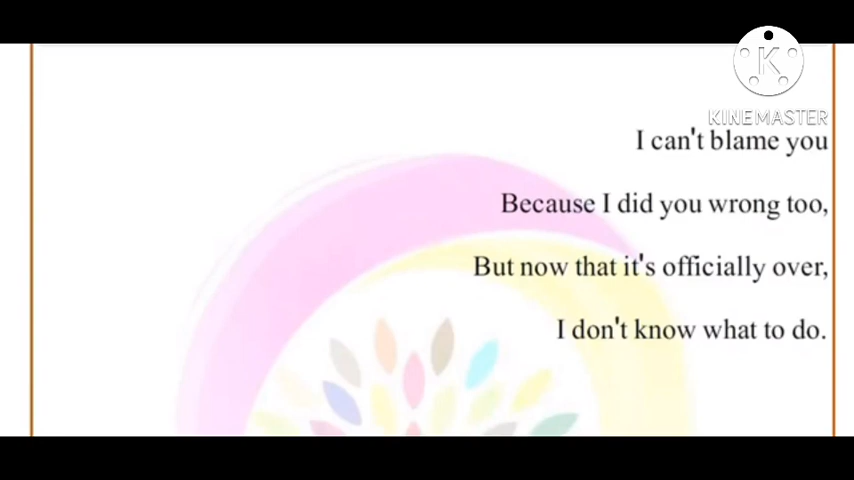 K
KINEMASTER
I can't blame you
Because I did you wrong too,
But now that it's officially over,
I don't know what to do.